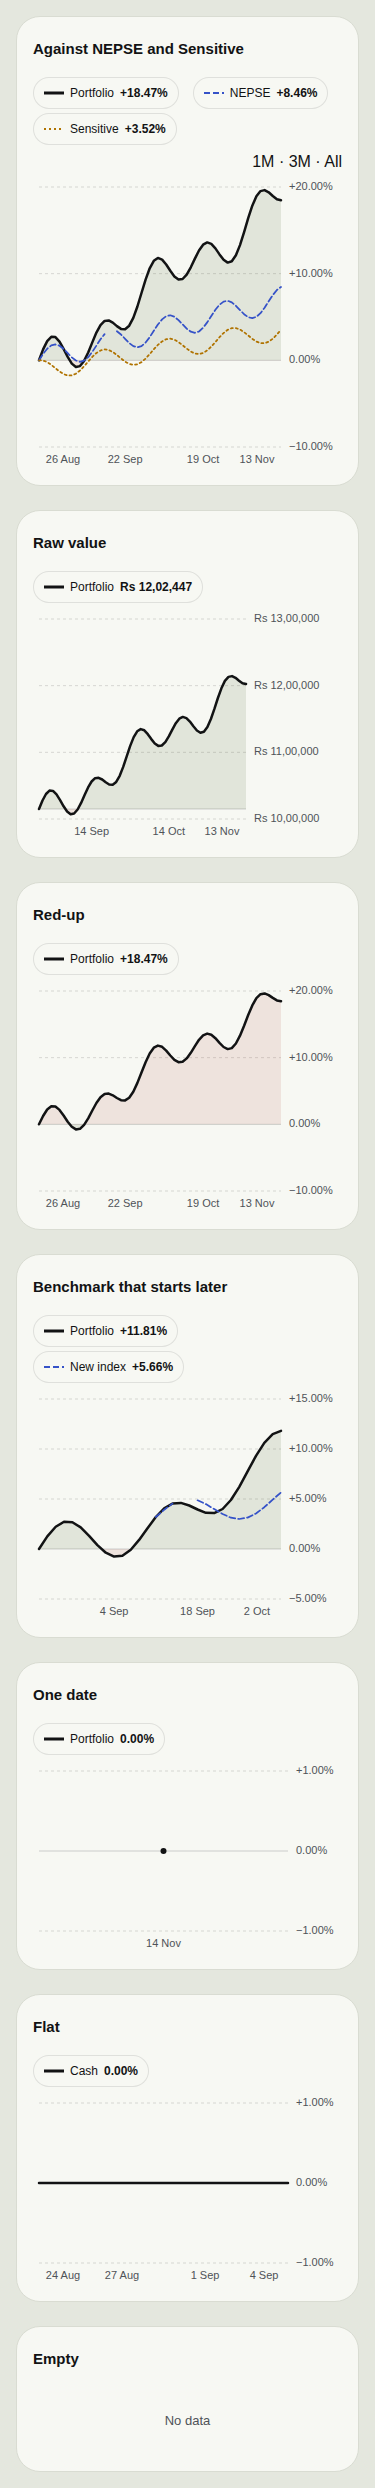 Against NEPSE and Sensitive
Portfolio +18.47% NEPSE +8.46%
Sensitive +3.52%
1M · 3M · All
+20.00%
+10.00%
0.00%
−10.00%
26 Aug 22 Sep 19 Oct 13 Nov
Raw value
Portfolio Rs 12,02,447
Rs 13,00,000
Rs 12,00,000
Rs 11,00,000
Rs 10,00,000
14 Sep 14 Oct 13 Nov
Red-up
Portfolio +18.47%
+20.00%
+10.00%
0.00%
−10.00%
26 Aug 22 Sep 19 Oct 13 Nov
Benchmark that starts later
Portfolio +11.81%
New index +5.66%
+15.00%
+10.00%
+5.00%
0.00%
−5.00%
4 Sep 18 Sep 2 Oct
One date
Portfolio 0.00%
+1.00%
0.00%
−1.00%
14 Nov
Flat
Cash 0.00%
+1.00%
0.00%
−1.00%
24 Aug 27 Aug 1 Sep 4 Sep
Empty
No data